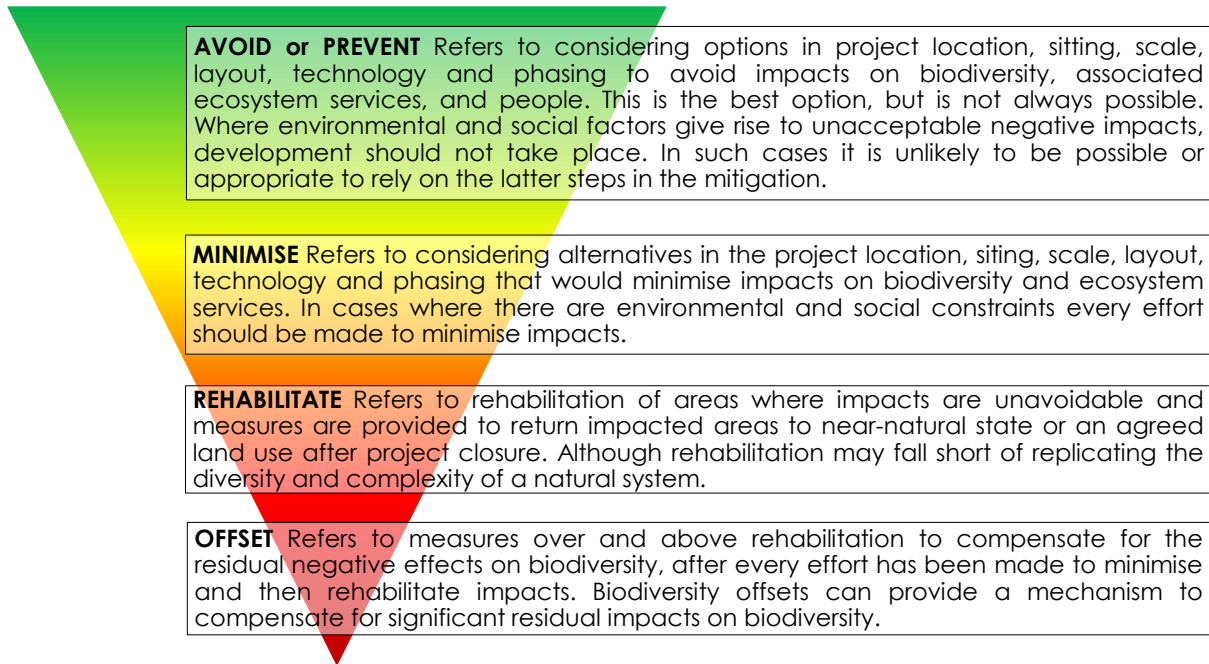 AVOID or PREVENT Refers to considering options in project location, sitting, scale,
layout, technology and phasing to avoid impacts on biodiversity, associated
ecosystem services, and people. This is the best option, but is not always possible.
Where environmental and social factors give rise to unacceptable negative impacts,
development should not take place. In such cases it is unlikely to be possible or
appropriate to rely on the latter steps in the mitigation.
MINIMISE Refers to considering alternatives in the project location, siting, scale, layout,
technology and phasing that would minimise impacts on biodiversity and ecosystem
services. In cases where there are environmental and social constraints every effort
should be made to minimise impacts.
REHABILITATE Refers to rehabilitation of areas where impacts are unavoidable and
measures are provided to return impacted areas to near-natural state or an agreed
land use after project closure. Although rehabilitation may fall short of replicating the
diversity and complexity of a natural system.
OFFSET Refers to measures over and above rehabilitation to compensate for the
residual negative effects on biodiversity, after every effort has been made to minimise
and then rehabilitate impacts. Biodiversity offsets can provide a mechanism to
compensate for significant residual impacts on biodiversity.